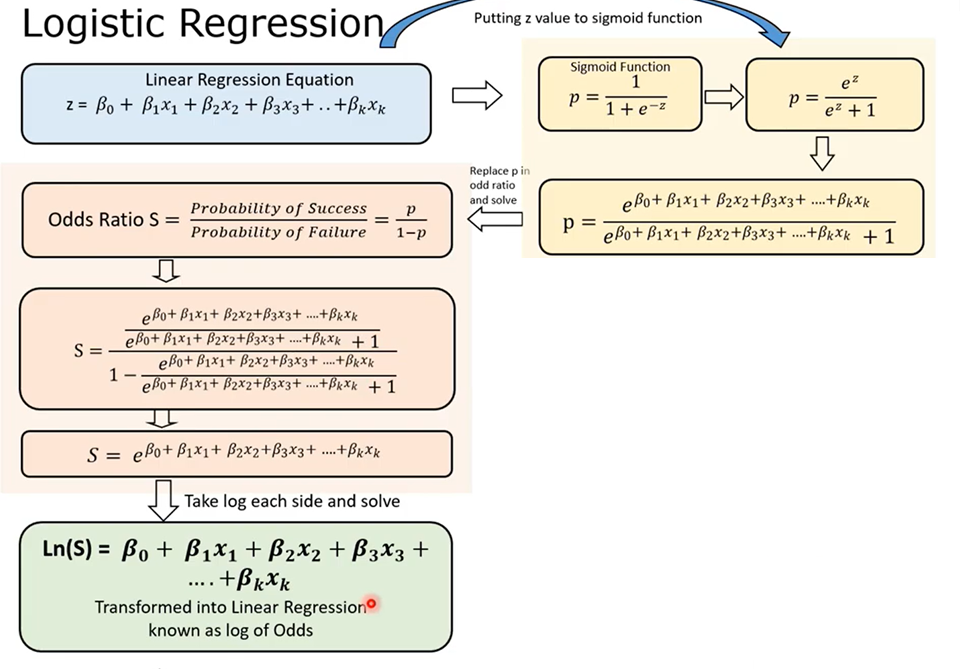 Logistic Regression
Putting z value to sigmoid function
Linear Regression Equation
z = β₀ + β₁x₁ + β₂x₂ + β₃x₃+ . . +βₖxₖ
Sigmoid Function
p = 1 / (1 + e^(−z))
p = e^z / (e^z + 1)
Replace p in
odd ratio
and solve
p = e^(β₀+ β₁x₁+ β₂x₂+β₃x₃+ ....+βₖxₖ) / (e^(β₀+ β₁x₁+ β₂x₂+β₃x₃+ ....+βₖxₖ) + 1)
Odds Ratio S = Probability of Success / Probability of Failure = p / (1−p)
S = (e^(β₀+ β₁x₁+ β₂x₂+β₃x₃+ ....+βₖxₖ) / (e^(β₀+ β₁x₁+ β₂x₂+β₃x₃+ ....+βₖxₖ) + 1)) / (1 − e^(β₀+ β₁x₁+ β₂x₂+β₃x₃+ ....+βₖxₖ) / (e^(β₀+ β₁x₁+ β₂x₂+β₃x₃+ ....+βₖxₖ) + 1))
S = e^(β₀+ β₁x₁+ β₂x₂+β₃x₃+ ....+βₖxₖ)
Take log each side and solve
Ln(S) = β₀ + β₁x₁ + β₂x₂ + β₃x₃ +
.... +βₖxₖ
Transformed into Linear Regression
known as log of Odds